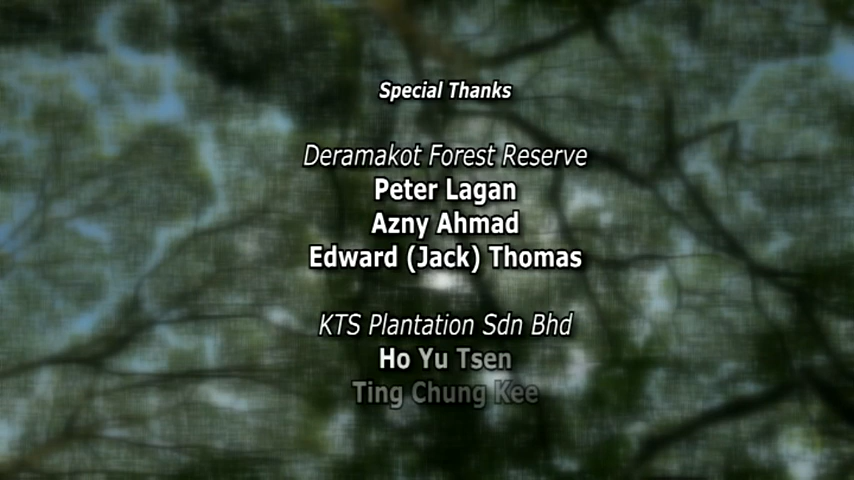 Special Thanks
Deramakot Forest Reserve
Peter Lagan
Azny Ahmad
Edward (Jack) Thomas
KTS Plantation Sdn Bhd
Ho Yu Tsen
Ting Chung Kee